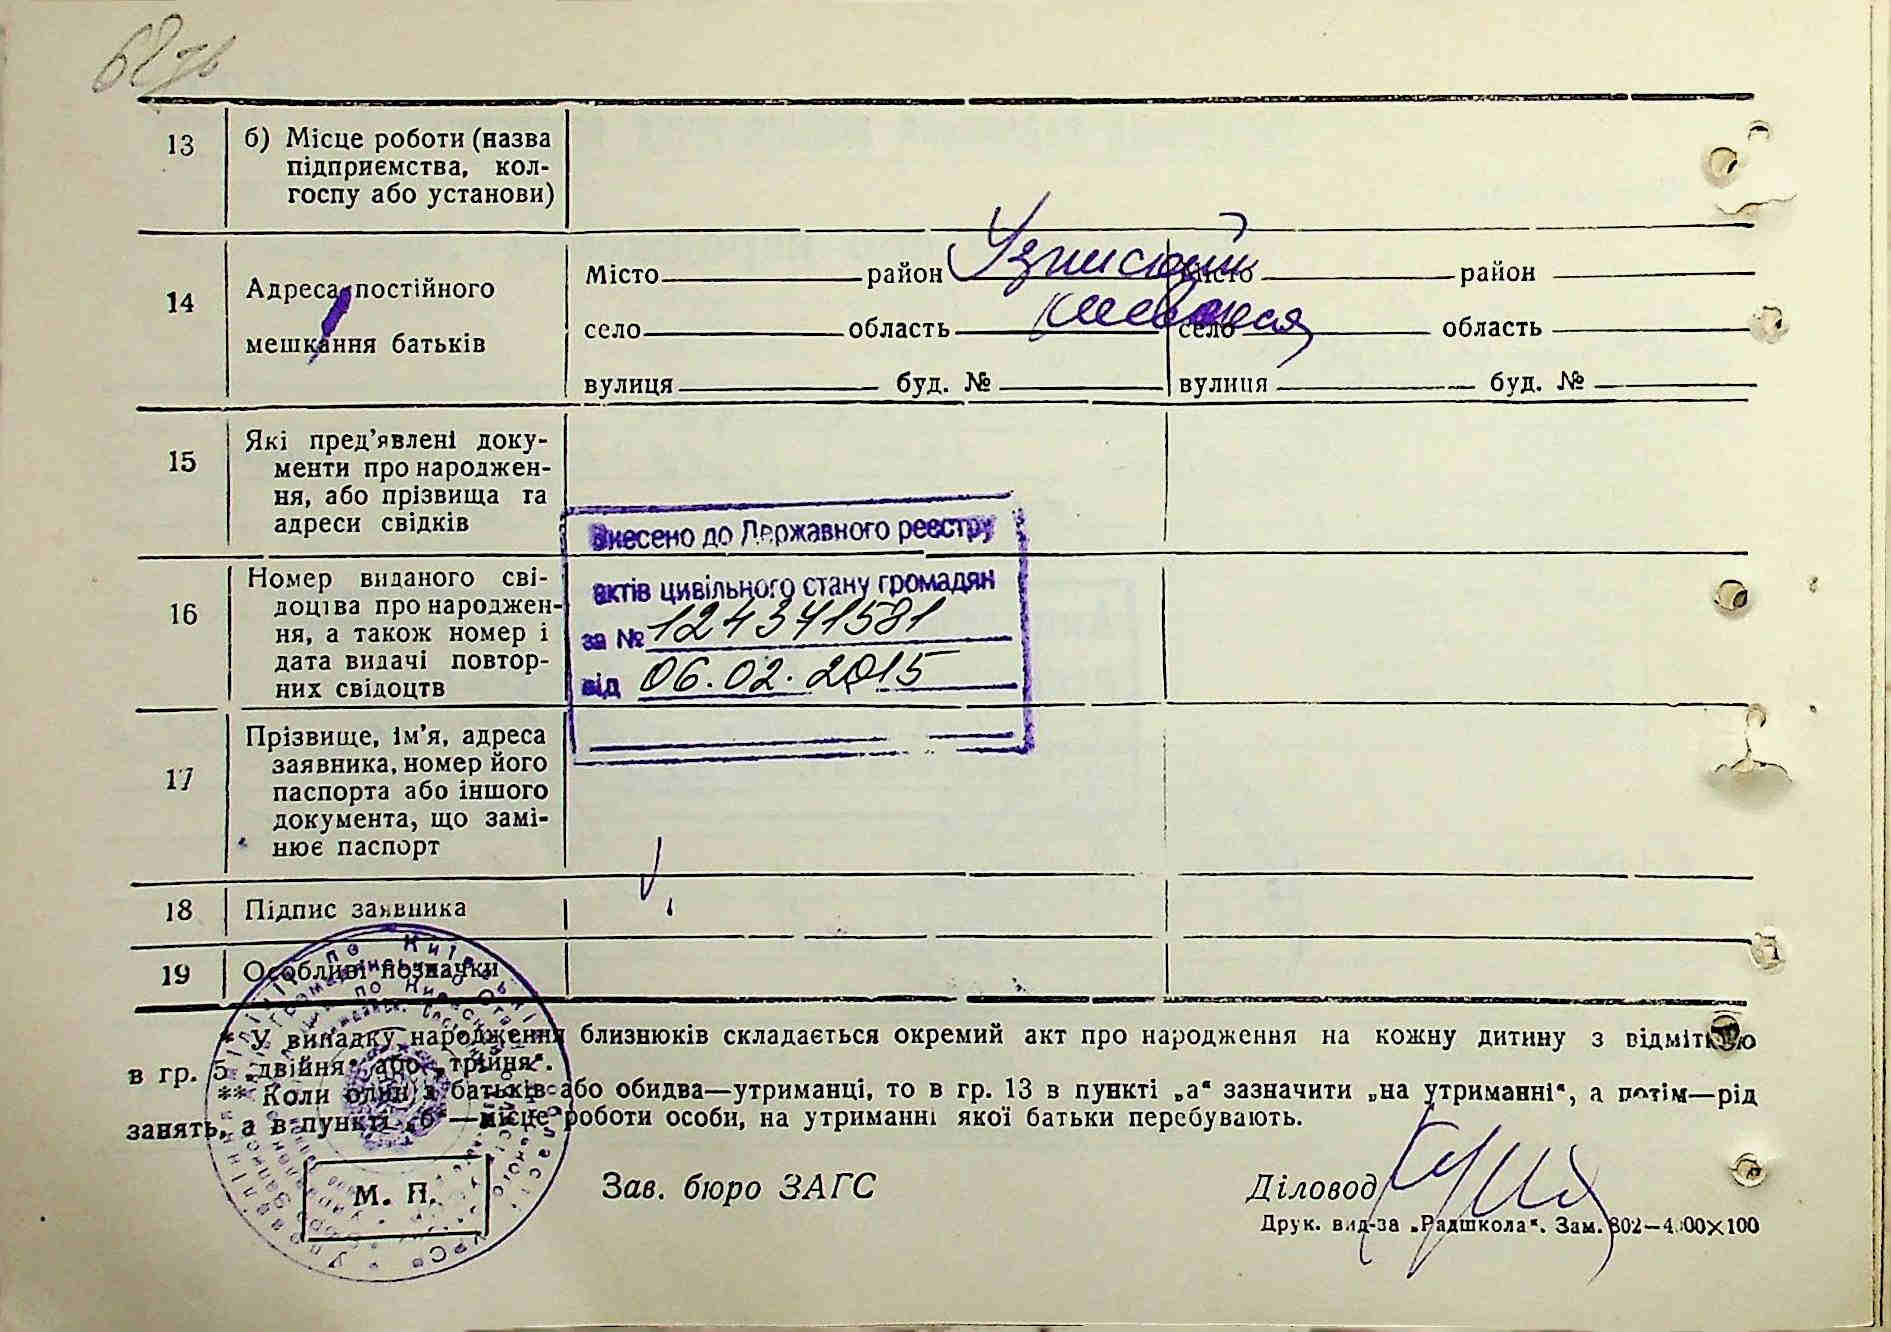 13
б) Місце роботи (назва
підприємства, кол-
госпу або установи)
14
Адреса постійного
мешкання батьків
Місто район Узинский місто район
село область Киевская село область
вулиця буд. № вулиця буд. №
15
Які пред’явлені доку-
менти про народжен-
ня, або прізвища та
адреси свідків
Внесено до Державного реєстру
актів цивільного стану громадян
за № 124371581
від 06.02.2015
16
Номер виданого сві-
доцтва про народжен-
ня, а також номер і
дата видачі повтор-
них свідоцтв
17
Прізвище, ім’я, адреса
заявника, номер його
паспорта або іншого
документа, що замі-
нює паспорт
18
Підпис заявника
19
Особливі позначки
* У випадку народження близнюків складається окремий акт про народження на кожну дитину з відміткою
в гр. 5 „двійня“ або „трійня“.
** Коли один з батьків або обидва—утриманці, то в гр. 13 в пункті „а“ зазначити „на утриманні“, а потім—рід
занять, а в пункті „б“—місце роботи особи, на утриманні якої батьки перебувають.
М. П.
Зав. бюро ЗАГС
Діловод
Друк. вид-ва „Радшкола“. Зам. 802—4000×100